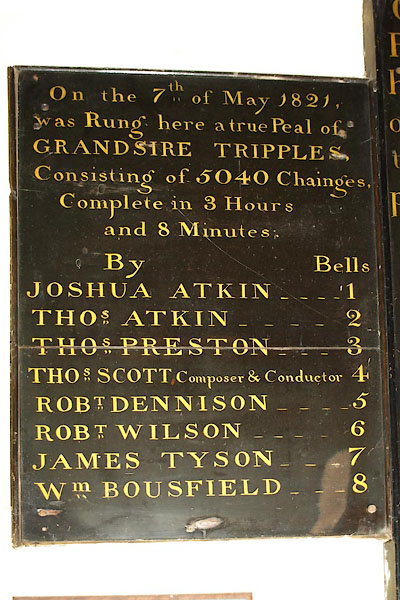 On the 7th of May 1821,
was Rung here a true Peal of
GRANDSIRE TRIPPLES
Consisting of 5040 Chainges,
Complete in 3 Hours
and 8 Minutes,
By Bells
JOSHUA ATKIN 1
THOs ATKIN 2
THOs PRESTON 3
THOs SCOTT, Composer & Conductor 4
ROBT DENNISON 5
ROBT WILSON 6
JAMES TYSON 7
Wm BOUSFIELD 8